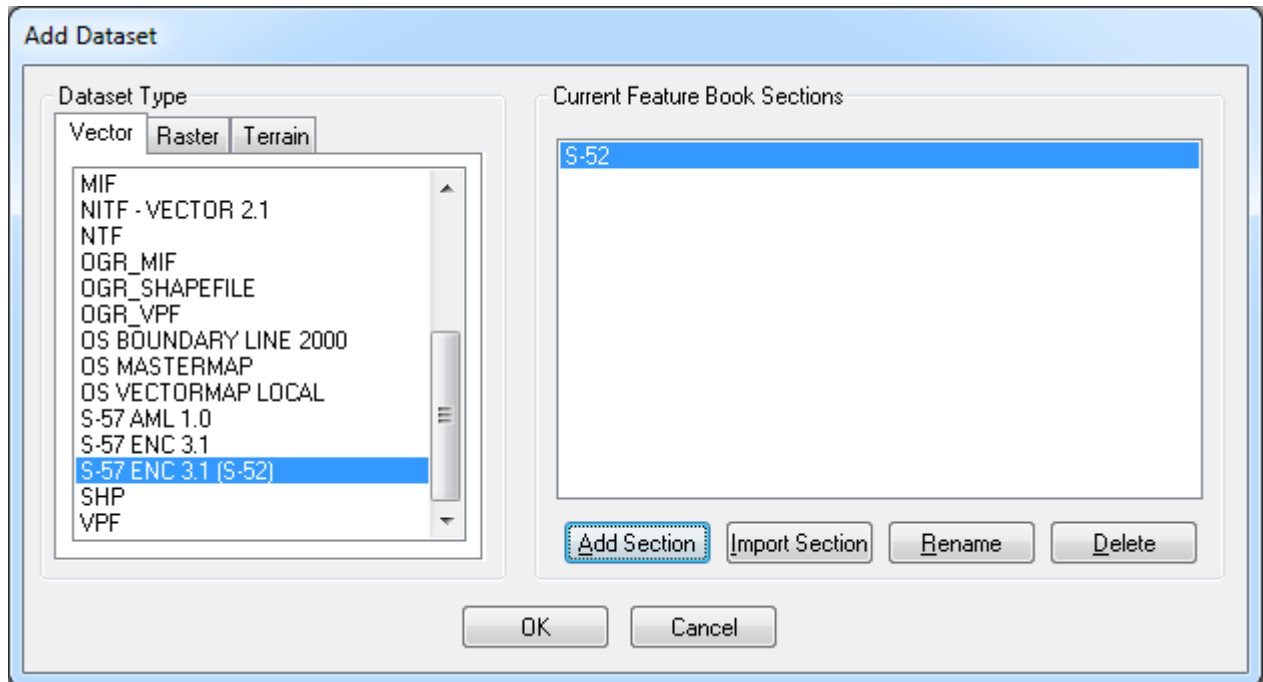 Add Dataset
Dataset Type
Vector Raster Terrain
MIF
NITF - VECTOR 2.1
NTF
OGR_MIF
OGR_SHAPEFILE
OGR_VPF
OS BOUNDARY LINE 2000
OS MASTERMAP
OS VECTORMAP LOCAL
S-57 AML 1.0
S-57 ENC 3.1
S-57 ENC 3.1 (S-52)
SHP
VPF
Current Feature Book Sections
S-52
Add Section Import Section Rename Delete
OK Cancel